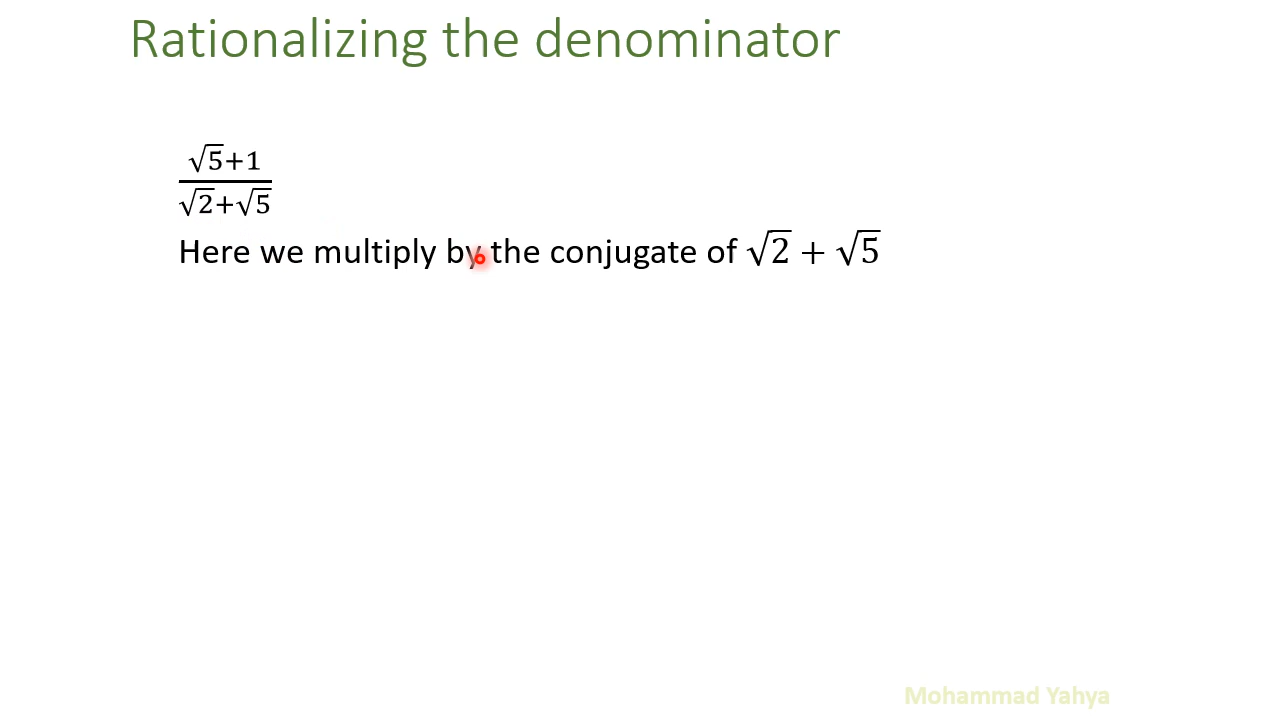 Rationalizing the denominator
√5+1
√2+√5
Here we multiply by the conjugate of √2 + √5
Mohammad Yahya